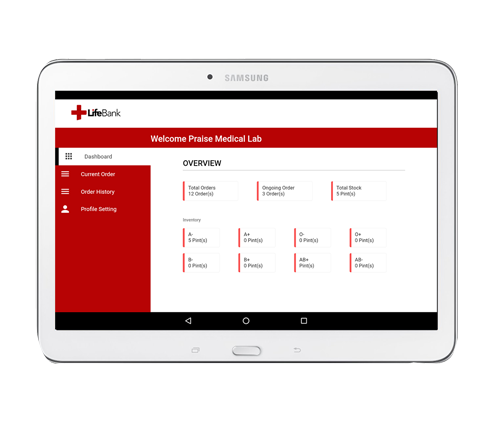 SAMSUNG
LifeBank
Welcome Praise Medical Lab
Dashboard
Current Order
Order History
Profile Setting
OVERVIEW
Total Orders
12 Order(s)
Ongoing Order
3 Order(s)
Total Stock
5 Pint(s)
Inventory
A-
5 Pint(s)
A+
0 Pint(s)
O-
0 Pint(s)
O+
0 Pint(s)
B-
0 Pint(s)
B+
0 Pint(s)
AB+
Pint(s)
AB-
0 Pint(s)